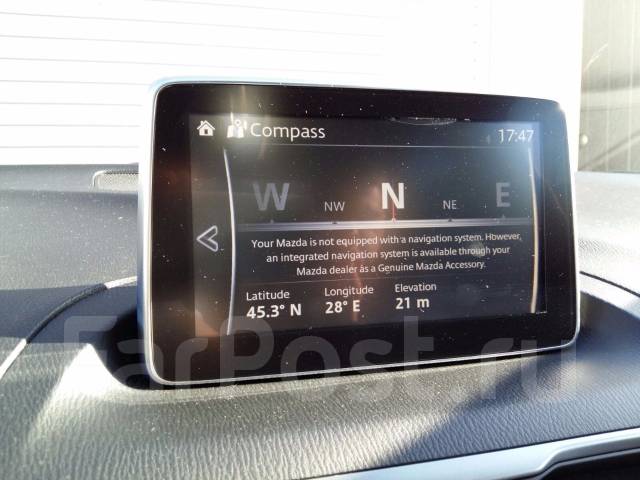 Compass 17:47
W NW N NE E
Your Mazda is not equipped with a navigation system. However,
an integrated navigation system is available through your
Mazda dealer as a Genuine Mazda Accessory.
Latitude Longitude Elevation
45.3° N 28° E 21 m
FarPost.ru